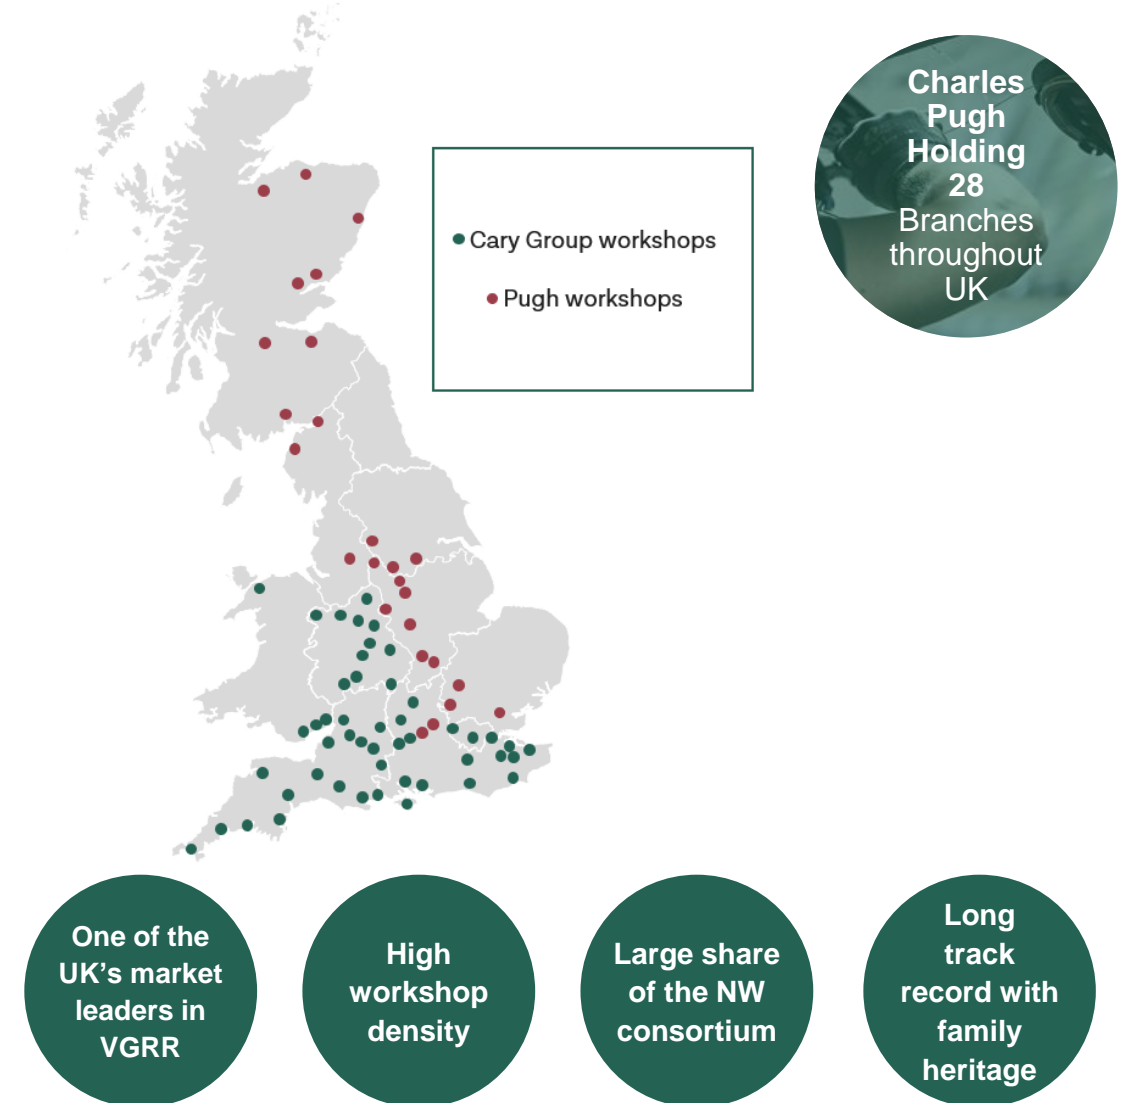 Charles
Pugh
Holding
28
Branches
throughout
UK
Cary Group workshops
Pugh workshops
One of the
UK’s market
leaders in
VGRR
High
workshop
density
Large share
of the NW
consortium
Long
track
record with
family
heritage